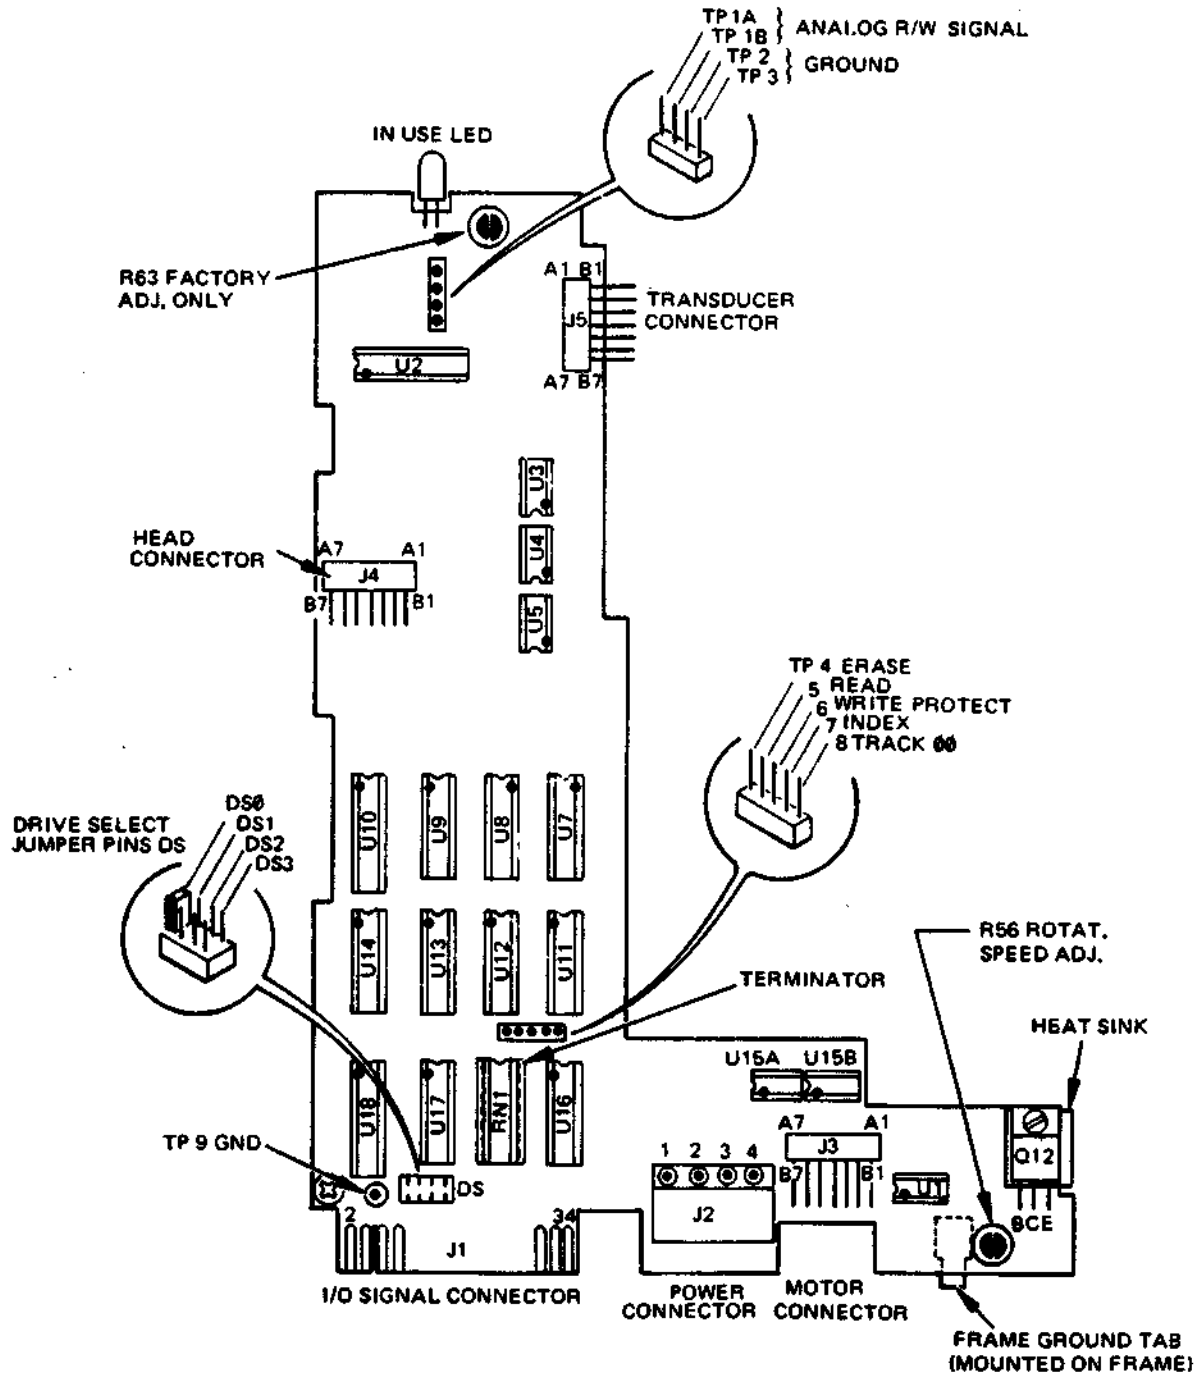 TP 1A
TP 1B
ANALOG R/W SIGNAL
TP 2
TP 3
GROUND
IN USE LED
R63 FACTORY
ADJ. ONLY
A1 B1
J5
TRANSDUCER
CONNECTOR
A7 B7
U2
U3
U4
U5
HEAD
CONNECTOR
A7 A1
J4
B7 B1
TP 4 ERASE
5 READ
6 WRITE PROTECT
7 INDEX
8 TRACK 00
DRIVE SELECT
JUMPER PINS DS
DS0
DS1
DS2
DS3
U10 U9 U8 U7
U14 U13 U12 U11
TERMINATOR
R56 ROTAT.
SPEED ADJ.
HEAT SINK
U15A U15B
U18 U17 RN1 U16
TP 9 GND
DS
1 2 3 4
J2
A7 A1
J3
B7 B1
U1
Q12
BCE
2 34
J1
I/O SIGNAL CONNECTOR
POWER
CONNECTOR
MOTOR
CONNECTOR
FRAME GROUND TAB
(MOUNTED ON FRAME)